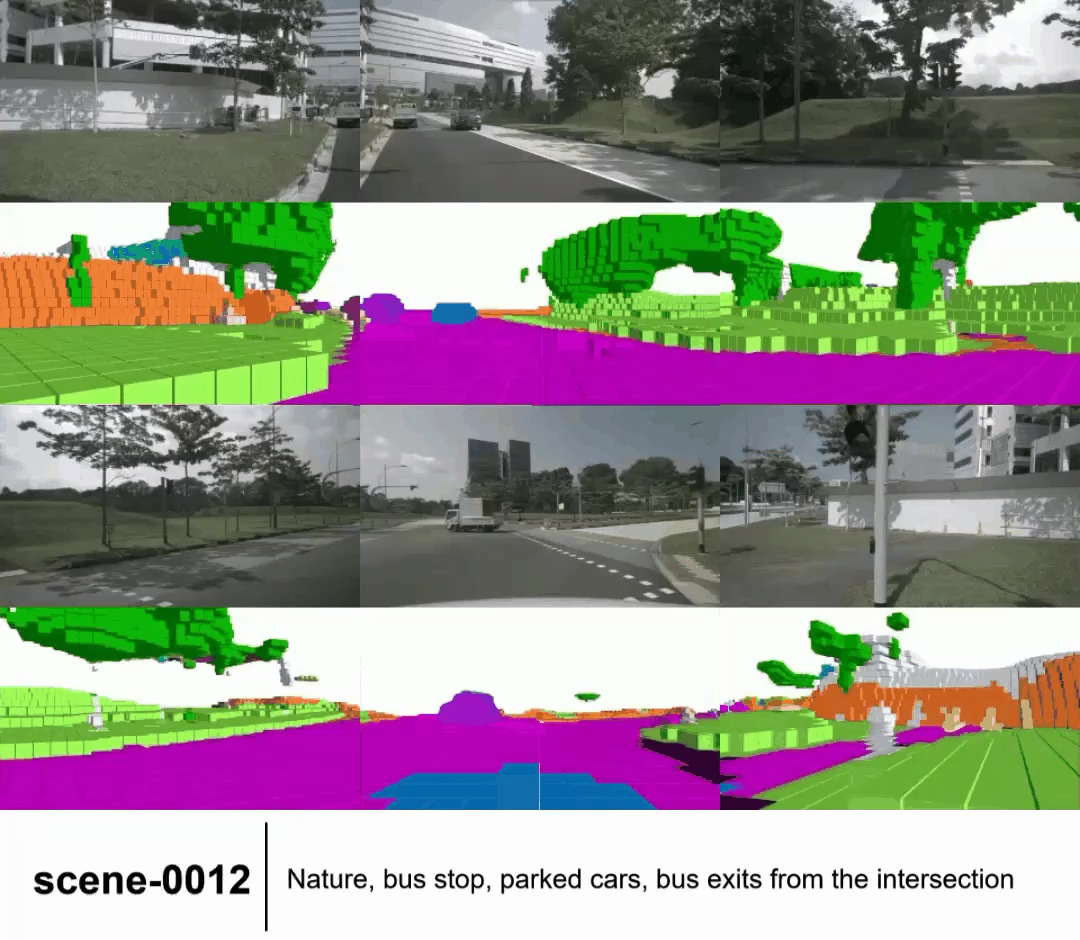 scene-0012
Nature, bus stop, parked cars, bus exits from the intersection